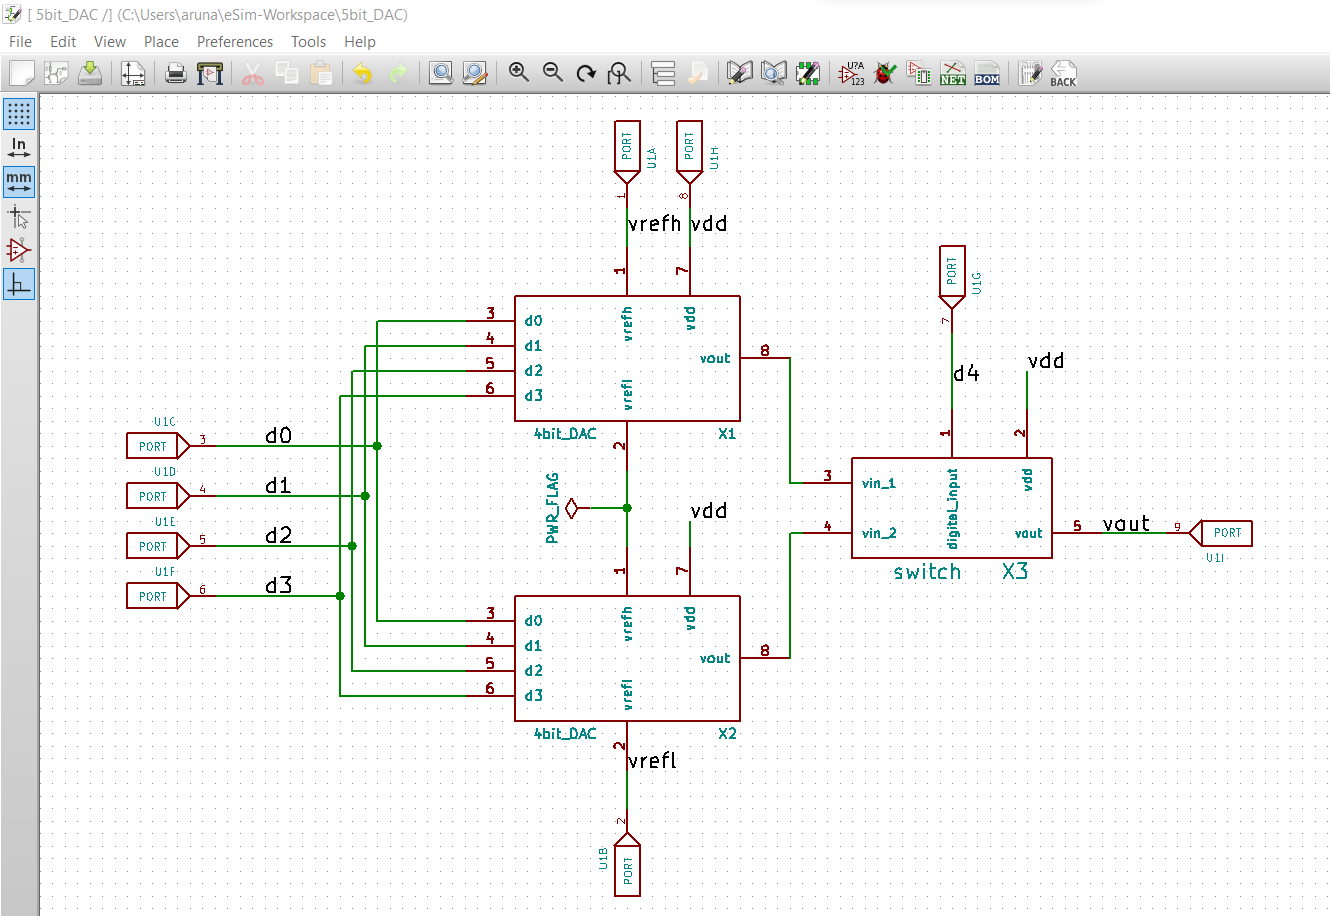 [ 5bit_DAC /] (C:\Users\aruna\eSim-Workspace\5bit_DAC)
File Edit View Place Preferences Tools Help
U?A
123
NET
BOM
BACK
In
mm
PORT
U1A
1
vrefh
PORT
U1H
8
vdd
1
7
3
4
5
6
d0
d1
d2
d3
vrefh
vdd
vout
vrefl
8
4bit_DAC
X1
2
PWR_FLAG
vdd
1
7
3
4
5
6
d0
d1
d2
d3
vrefh
vdd
vout
vrefl
8
4bit_DAC
X2
2
vrefl
2
U1B
PORT
U1C
PORT
3
d0
U1D
PORT
4
d1
U1E
PORT
5
d2
U1F
PORT
6
d3
PORT
U1G
7
d4
vdd
1
2
3
4
vin_1
vin_2
digital_input
vdd
vout
5
vout
9
PORT
U1I
switch
X3